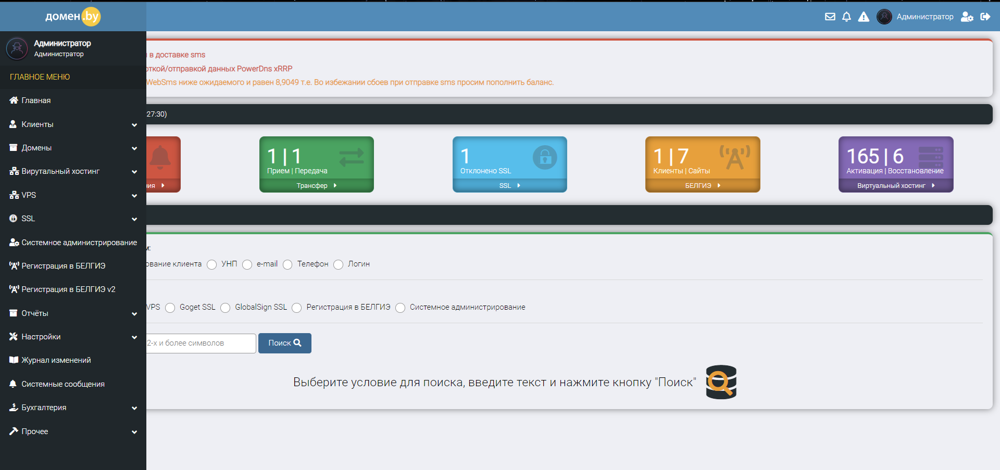 домен.by
Администратор
Администратор
Администратор
ГЛАВНОЕ МЕНЮ
Главная
Клиенты
Домены
Вирутальный хостинг
VPS
SSL
Системное администрирование
Регистрация в БЕЛГИЭ
Регистрация в БЕЛГИЭ v2
Отчёты
Настройки
Журнал изменений
Системные сообщения
Бухгалтерия
Прочее
в доставке sms
откой/отправкой данных PowerDns xRRP
WebSms ниже ожидаемого и равен 8,9049 т.е. Во избежании сбоев при отправке sms просим пополнить баланс.
27:30)
ния
1 | 1
Прием | Передача
Трансфер
1
Отклонено SSL
SSL
1 | 7
Клиенты | Сайты
БЕЛГИЭ
165 | 6
Активация | Восстановление
Виртуальный хостинг
м:
ование клиента УНП e-mail Телефон Логин
VPS Goget SSL GlobalSign SSL Регистрация в БЕЛГИЭ Системное администрирование
2-х и более символов
Поиск
Выберите условие для поиска, введите текст и нажмите кнопку "Поиск"